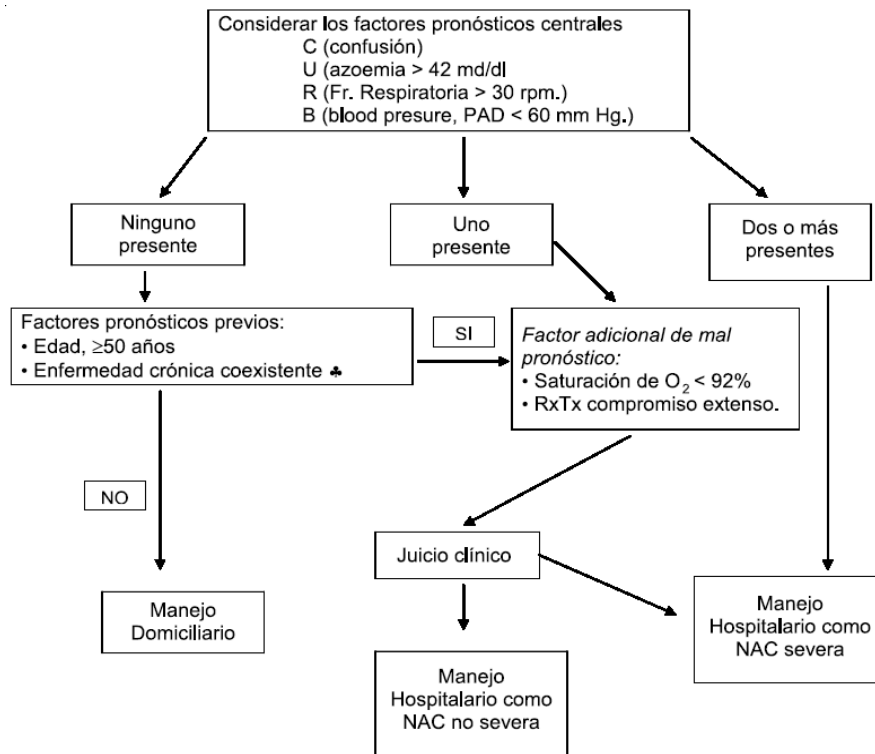 Considerar los factores pronósticos centrales
C (confusión)
U (azoemia > 42 md/dl
R (Fr. Respiratoria > 30 rpm.)
B (blood presure, PAD < 60 mm Hg.)
Ninguno
presente
Uno
presente
Dos o más
presentes
Factores pronósticos previos:
• Edad, ≥50 años
• Enfermedad crónica coexistente ♣
SI
Factor adicional de mal
pronóstico:
• Saturación de O₂ < 92%
• RxTx compromiso extenso.
NO
Juicio clínico
Manejo
Domiciliario
Manejo
Hospitalario como
NAC no severa
Manejo
Hospitalario como
NAC severa